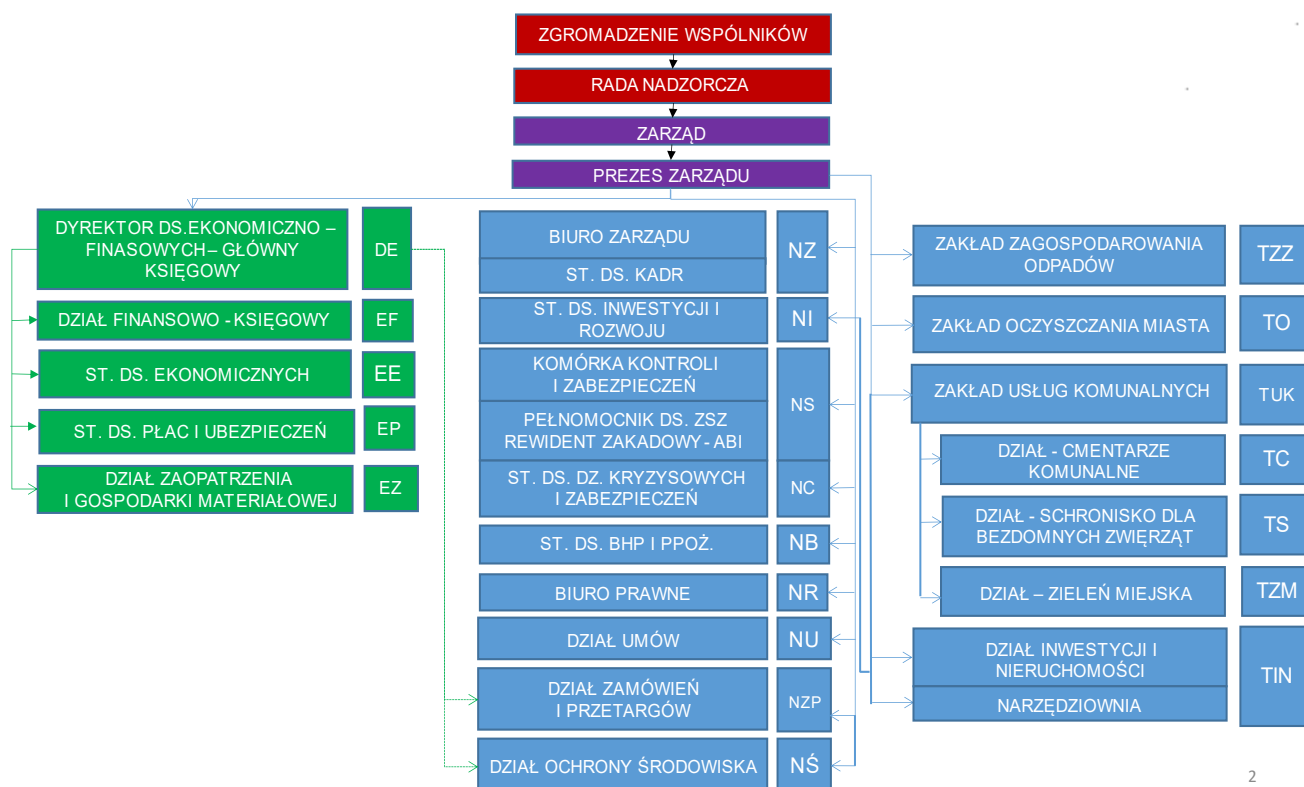 ZGROMADZENIE WSPÓLNIKÓW
RADA NADZORCZA
ZARZĄD
PREZES ZARZĄDU
DYREKTOR DS.EKONOMICZNO –
FINASOWYCH– GŁÓWNY
KSIĘGOWY
DE
DZIAŁ FINANSOWO - KSIĘGOWY
EF
ST. DS. EKONOMICZNYCH
EE
ST. DS. PŁAC I UBEZPIECZEŃ
EP
DZIAŁ ZAOPATRZENIA
I GOSPODARKI MATERIAŁOWEJ
EZ
BIURO ZARZĄDU
NZ
ST. DS. KADR
ST. DS. INWESTYCJI I
ROZWOJU
NI
KOMÓRKA KONTROLI
I ZABEZPIECZEŃ
NS
PEŁNOMOCNIK DS. ZSZ
REWIDENT ZAKADOWY - ABI
ST. DS. DZ. KRYZYSOWYCH
I ZABEZPIECZEŃ
NC
ST. DS. BHP I PPOŻ.
NB
BIURO PRAWNE
NR
DZIAŁ UMÓW
NU
DZIAŁ ZAMÓWIEŃ
I PRZETARGÓW
NZP
DZIAŁ OCHRONY ŚRODOWISKA
NŚ
ZAKŁAD ZAGOSPODAROWANIA
ODPADÓW
TZZ
ZAKŁAD OCZYSZCZANIA MIASTA
TO
ZAKŁAD USŁUG KOMUNALNYCH
TUK
DZIAŁ - CMENTARZE
KOMUNALNE
TC
DZIAŁ - SCHRONISKO DLA
BEZDOMNYCH ZWIĘRZĄT
TS
DZIAŁ – ZIELEŃ MIEJSKA
TZM
DZIAŁ INWESTYCJI I
NIERUCHOMOŚCI
TIN
NARZĘDZIOWNIA
2